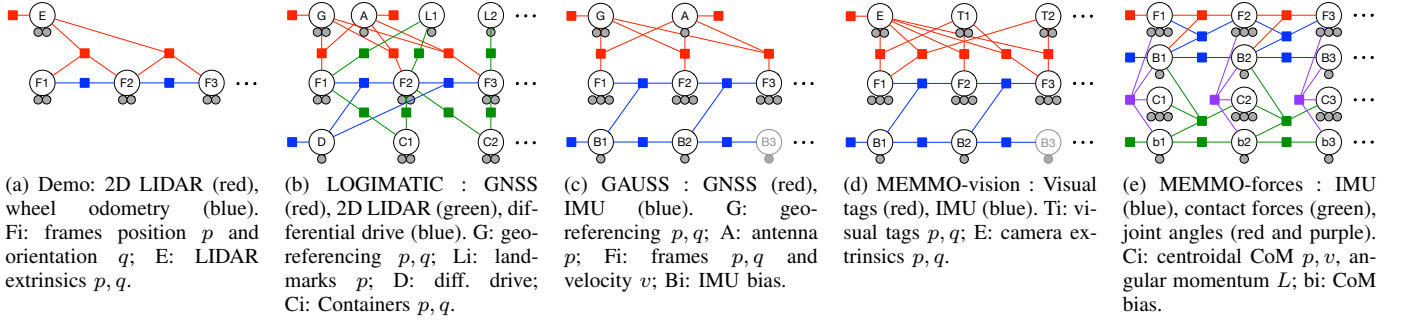 E
F1 F2 F3 ···
(a) Demo: 2D LIDAR (red),
wheel odometry (blue).
Fi: frames position p and
orientation q; E: LIDAR
extrinsics p, q.
G A L1 L2 ···
F1 F2 F3 ···
D C1 C2 ···
(b) LOGIMATIC : GNSS
(red), 2D LIDAR (green), dif-
ferential drive (blue). G: geo-
referencing p, q; Li: land-
marks p; D: diff. drive;
Ci: Containers p, q.
G A
F1 F2 F3 ···
B1 B2 B3 ···
(c) GAUSS : GNSS (red),
IMU (blue). G: geo-
referencing p, q; A: antenna
p; Fi: frames p, q and
velocity v; Bi: IMU bias.
E T1 T2 ···
F1 F2 F3 ···
B1 B2 B3 ···
(d) MEMMO-vision : Visual
tags (red), IMU (blue). Ti: vi-
sual tags p, q; E: camera ex-
trinsics p, q.
F1 F2 F3 ···
B1 B2 B3 ···
C1 C2 C3 ···
b1 b2 b3 ···
(e) MEMMO-forces : IMU
(blue), contact forces (green),
joint angles (red and purple).
Ci: centroidal CoM p, v, an-
gular momentum L; bi: CoM
bias.